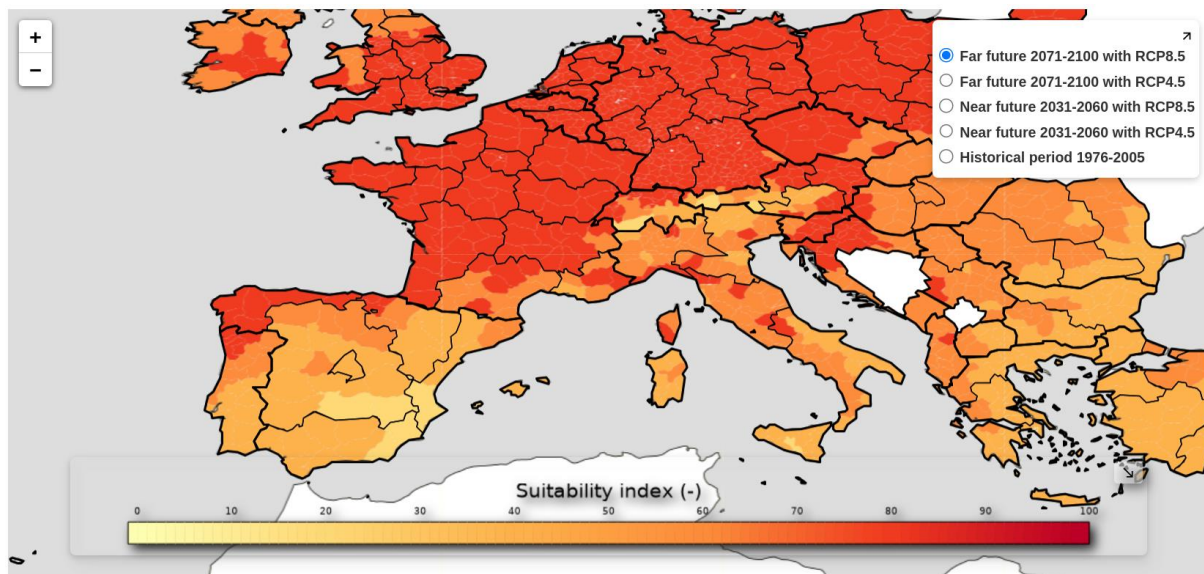 +
−
Far future 2071-2100 with RCP8.5
Far future 2071-2100 with RCP4.5
Near future 2031-2060 with RCP8.5
Near future 2031-2060 with RCP4.5
Historical period 1976-2005
Suitability index (-)
0 10 20 30 40 50 60 70 80 90 100